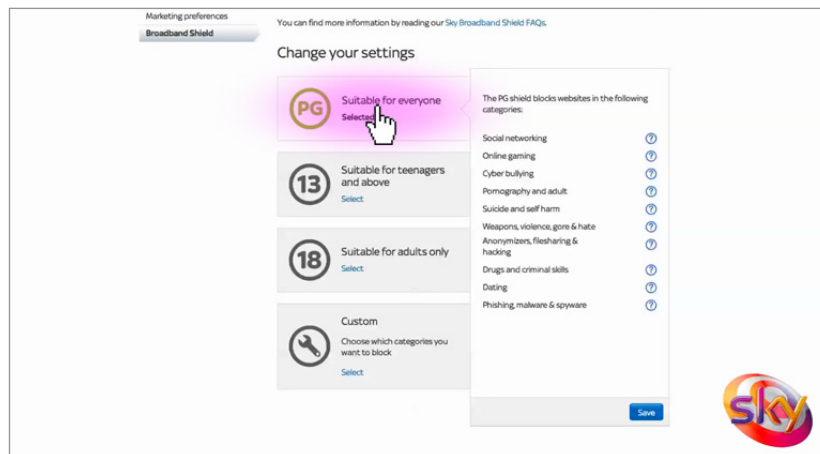 Marketing preferences
Broadband Shield
You can find more information by reading our Sky Broadband Shield FAQs.
Change your settings
PG
Suitable for everyone
Selected
13
Suitable for teenagers
and above
Select
18
Suitable for adults only
Select
Custom
Choose which categories you
want to block
Select
The PG shield blocks websites in the following
categories:
Social networking ?
Online gaming ?
Cyber bullying ?
Pornography and adult ?
Suicide and self harm ?
Weapons, violence, gore & hate ?
Anonymizers, filesharing & ?
hacking
Drugs and criminal skills ?
Dating ?
Phishing, malware & spyware ?
Save
sky